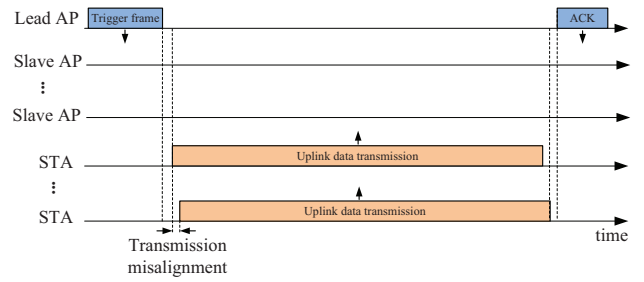 Lead AP
Trigger frame
ACK
Slave AP
Slave AP
STA
Uplink data transmission
STA
Uplink data transmission
time
Transmission
misalignment